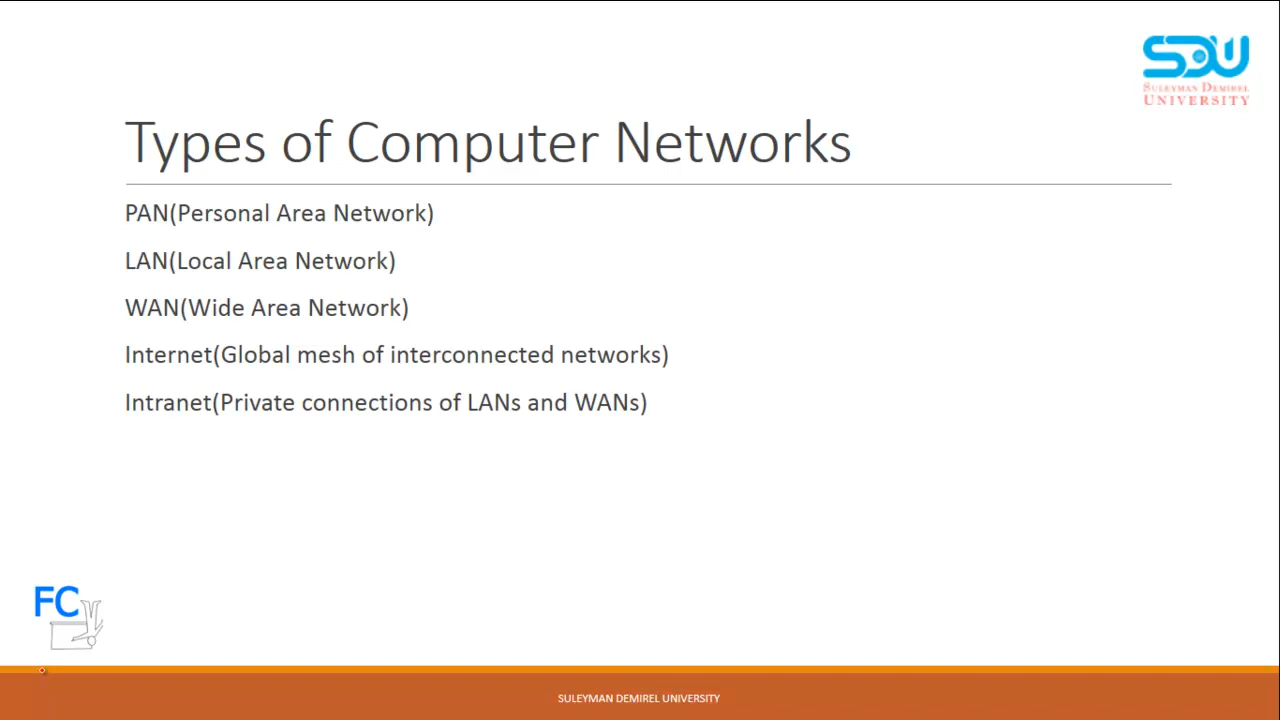 SDU
SULEYMAN DEMIREL
UNIVERSITY
Types of Computer Networks
PAN(Personal Area Network)
LAN(Local Area Network)
WAN(Wide Area Network)
Internet(Global mesh of interconnected networks)
Intranet(Private connections of LANs and WANs)
FC
SULEYMAN DEMIREL UNIVERSITY